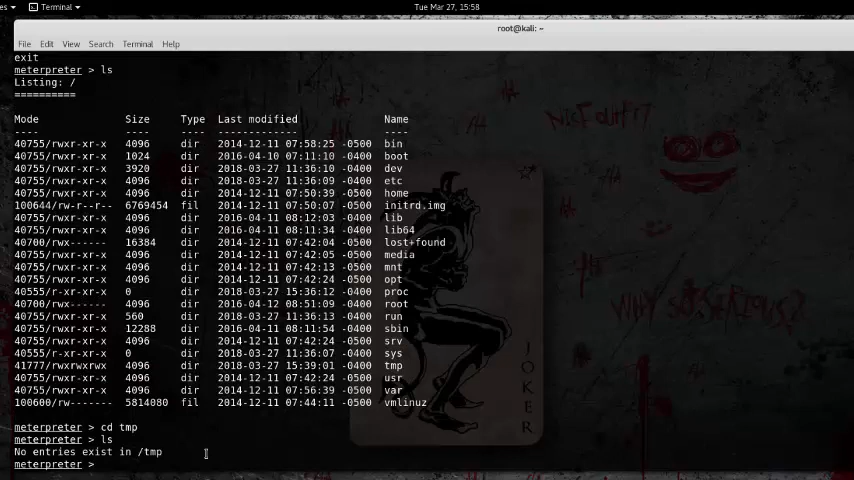 es ▾ Terminal ▾ Tue Mar 27, 15:58
root@kali: ~
File Edit View Search Terminal Help
exit
meterpreter > ls
Listing: /
==========
Mode Size Type Last modified Name
---- ---- ---- ------------- ----
40755/rwxr-xr-x 4096 dir 2014-12-11 07:58:25 -0500 bin
40755/rwxr-xr-x 1024 dir 2016-04-10 07:11:10 -0400 boot
40755/rwxr-xr-x 3920 dir 2018-03-27 11:36:10 -0400 dev
40755/rwxr-xr-x 4096 dir 2018-03-27 11:36:09 -0400 etc
40755/rwxr-xr-x 4096 dir 2014-12-11 07:50:39 -0500 home
100644/rw-r--r-- 6769454 fil 2014-12-11 07:50:07 -0500 initrd.img
40755/rwxr-xr-x 4096 dir 2016-04-11 08:12:03 -0400 lib
40755/rwxr-xr-x 4096 dir 2016-04-11 08:11:34 -0400 lib64
40700/rwx------ 16384 dir 2014-12-11 07:42:04 -0500 lost+found
40755/rwxr-xr-x 4096 dir 2014-12-11 07:42:05 -0500 media
40755/rwxr-xr-x 4096 dir 2014-12-11 07:42:13 -0500 mnt
40755/rwxr-xr-x 4096 dir 2014-12-11 07:42:24 -0500 opt
40555/r-xr-xr-x 0 dir 2018-03-27 15:36:12 -0400 proc
40700/rwx------ 4096 dir 2016-04-12 08:51:09 -0400 root
40755/rwxr-xr-x 560 dir 2018-03-27 11:36:13 -0400 run
40755/rwxr-xr-x 12288 dir 2016-04-11 08:11:54 -0400 sbin
40755/rwxr-xr-x 4096 dir 2014-12-11 07:42:24 -0500 srv
40555/r-xr-xr-x 0 dir 2018-03-27 11:36:07 -0400 sys
41777/rwxrwxrwx 4096 dir 2018-03-27 15:39:01 -0400 tmp
40755/rwxr-xr-x 4096 dir 2014-12-11 07:42:24 -0500 usr
40755/rwxr-xr-x 4096 dir 2014-12-11 07:56:39 -0500 var
100600/rw------- 5814080 fil 2014-12-11 07:44:11 -0500 vmlinuz
meterpreter > cd tmp
meterpreter > ls
No entries exist in /tmp
meterpreter >
JOKER
WHY SO SERIOUS?